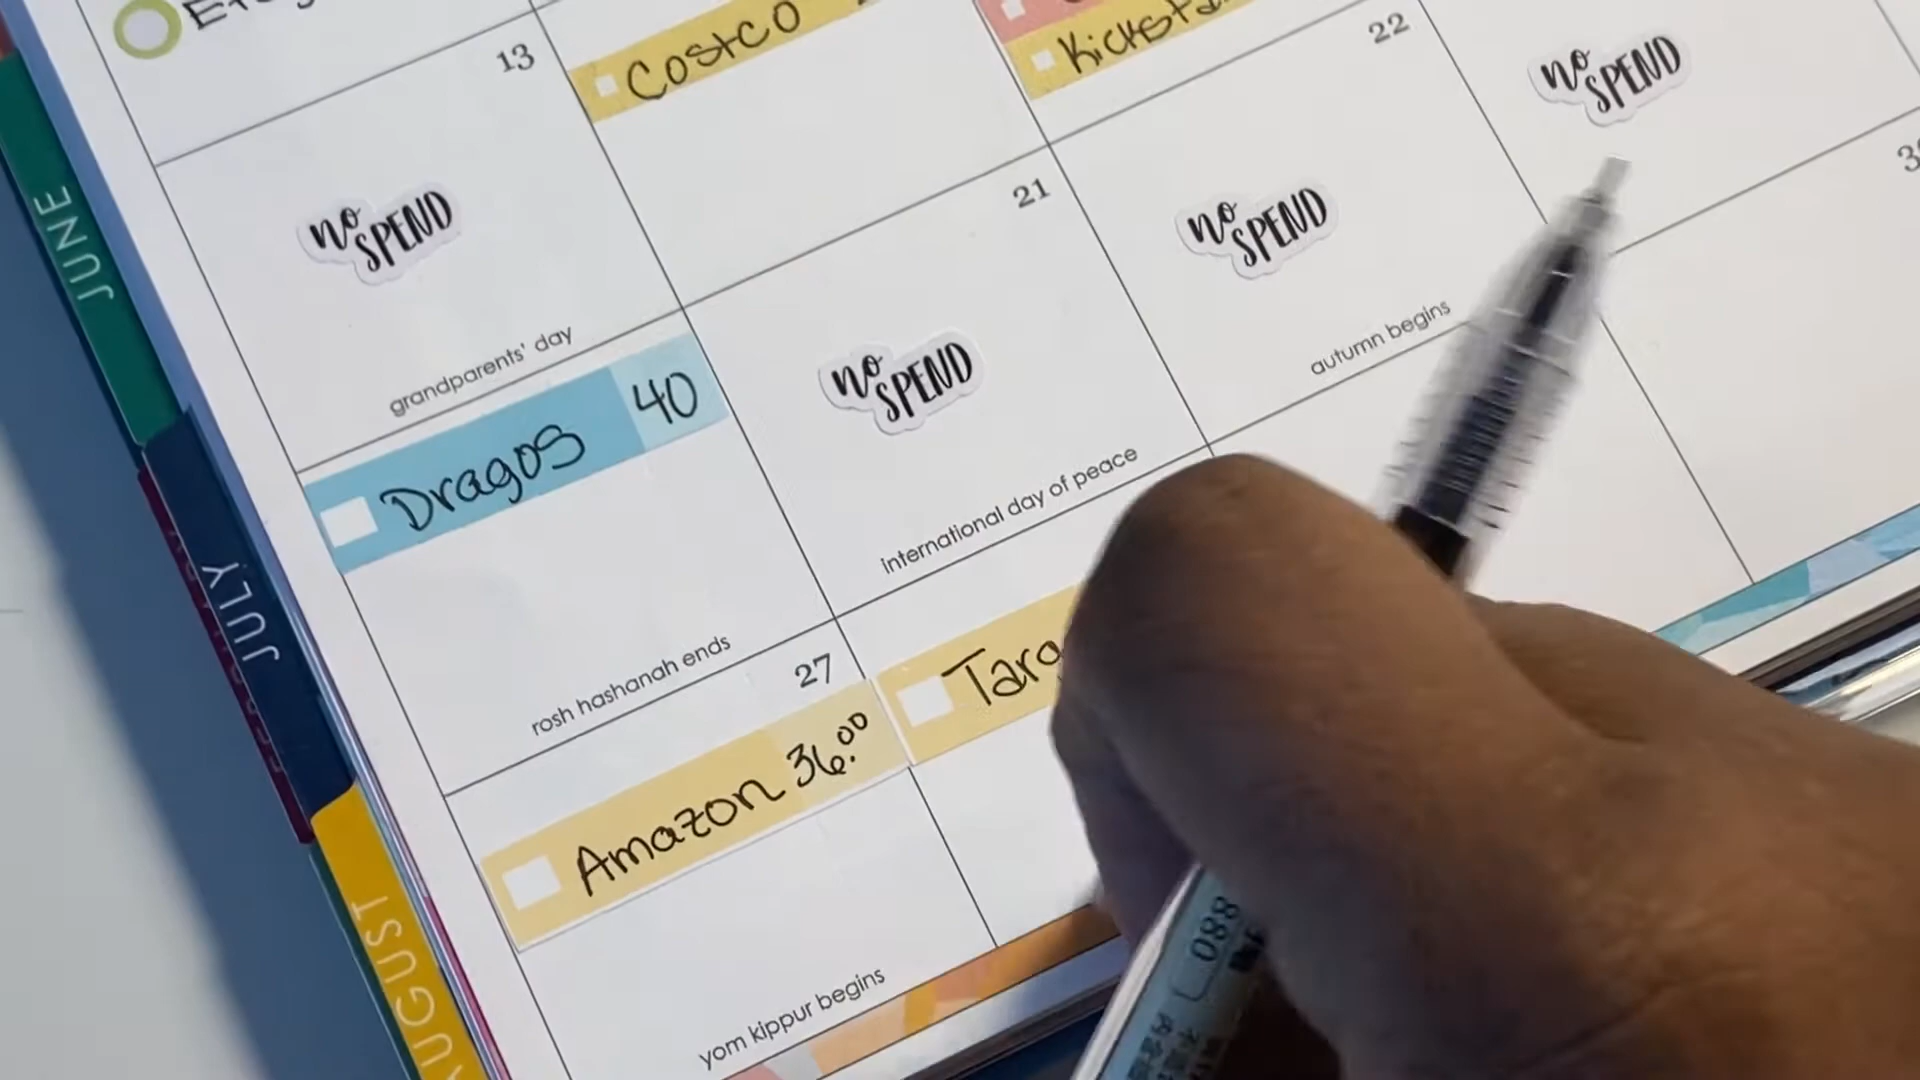 13
Costco
22
no
SPEND
no
SPEND
grandparents' day
21
no
SPEND
autumn begins
Dragos 40
no
SPEND
international day of peace
rosh hashanah ends
27
Amazon 36.00
yom kippur begins
JUNE
JULY
AUGUST
088